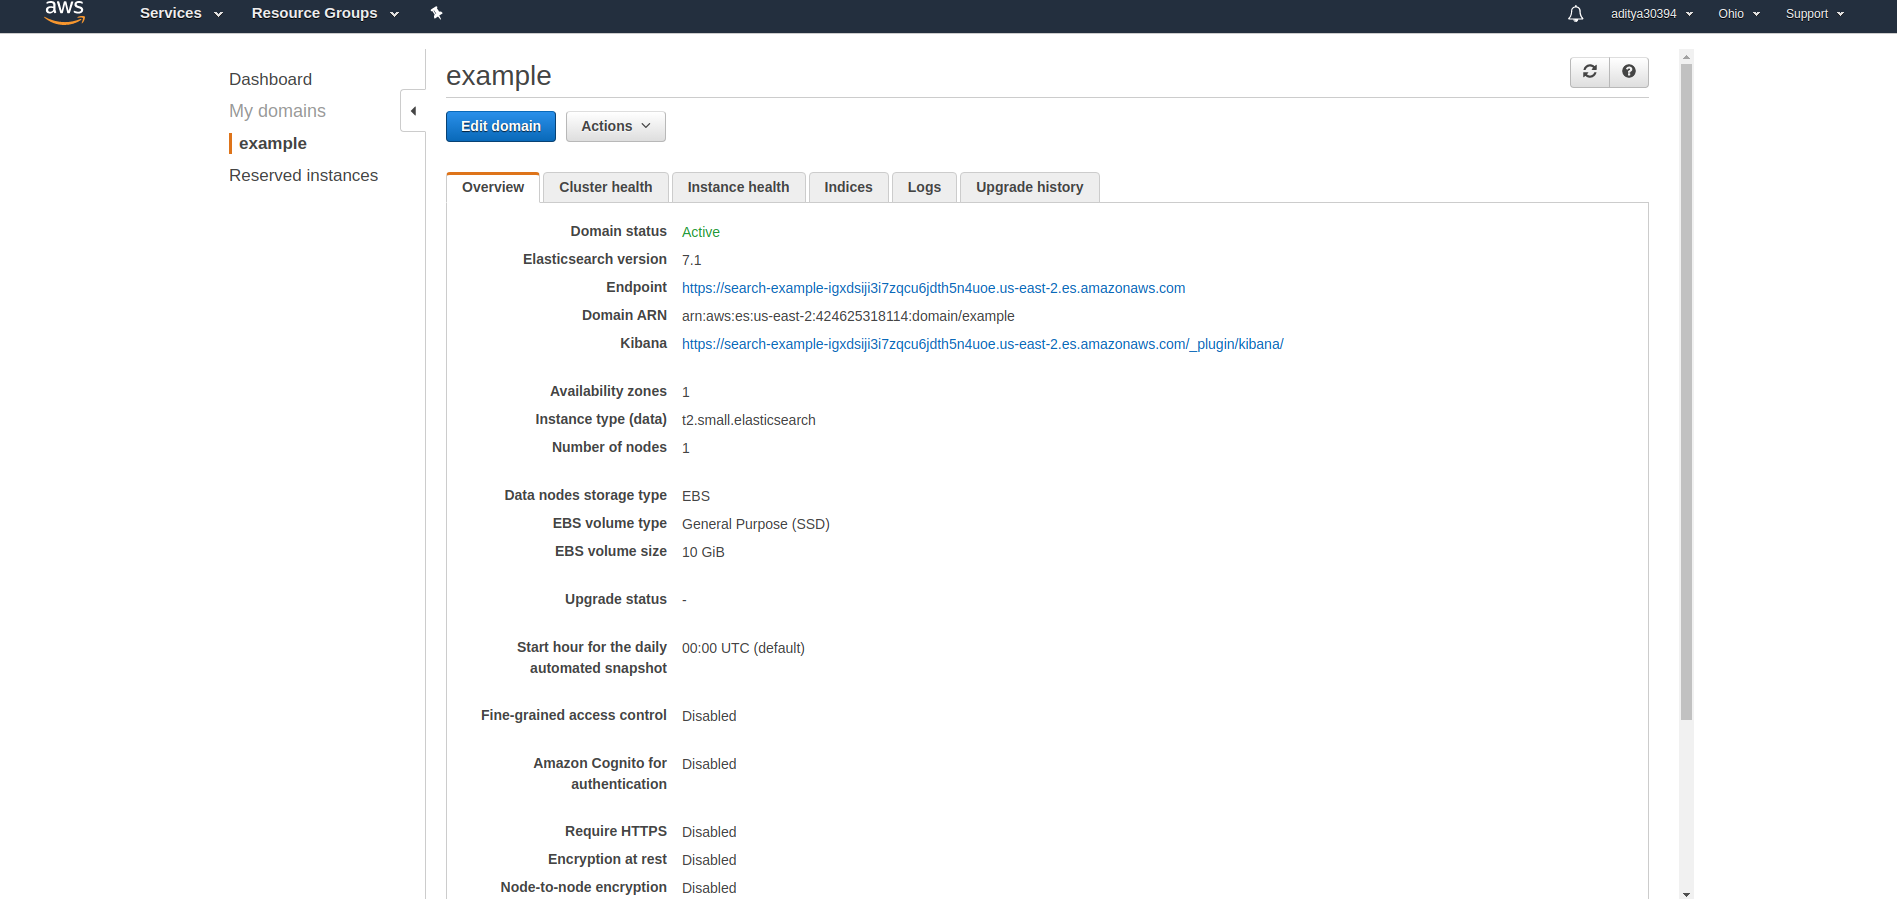 aws
Services
Resource Groups
aditya30394
Ohio
Support
Dashboard
My domains
example
Reserved instances
example
Edit domain
Actions
Overview
Cluster health
Instance health
Indices
Logs
Upgrade history
Domain status Active
Elasticsearch version 7.1
Endpoint https://search-example-igxdsiji3i7zqcu6jdth5n4uoe.us-east-2.es.amazonaws.com
Domain ARN arn:aws:es:us-east-2:424625318114:domain/example
Kibana https://search-example-igxdsiji3i7zqcu6jdth5n4uoe.us-east-2.es.amazonaws.com/_plugin/kibana/
Availability zones 1
Instance type (data) t2.small.elasticsearch
Number of nodes 1
Data nodes storage type EBS
EBS volume type General Purpose (SSD)
EBS volume size 10 GiB
Upgrade status -
Start hour for the daily 00:00 UTC (default)
automated snapshot
Fine-grained access control Disabled
Amazon Cognito for Disabled
authentication
Require HTTPS Disabled
Encryption at rest Disabled
Node-to-node encryption Disabled